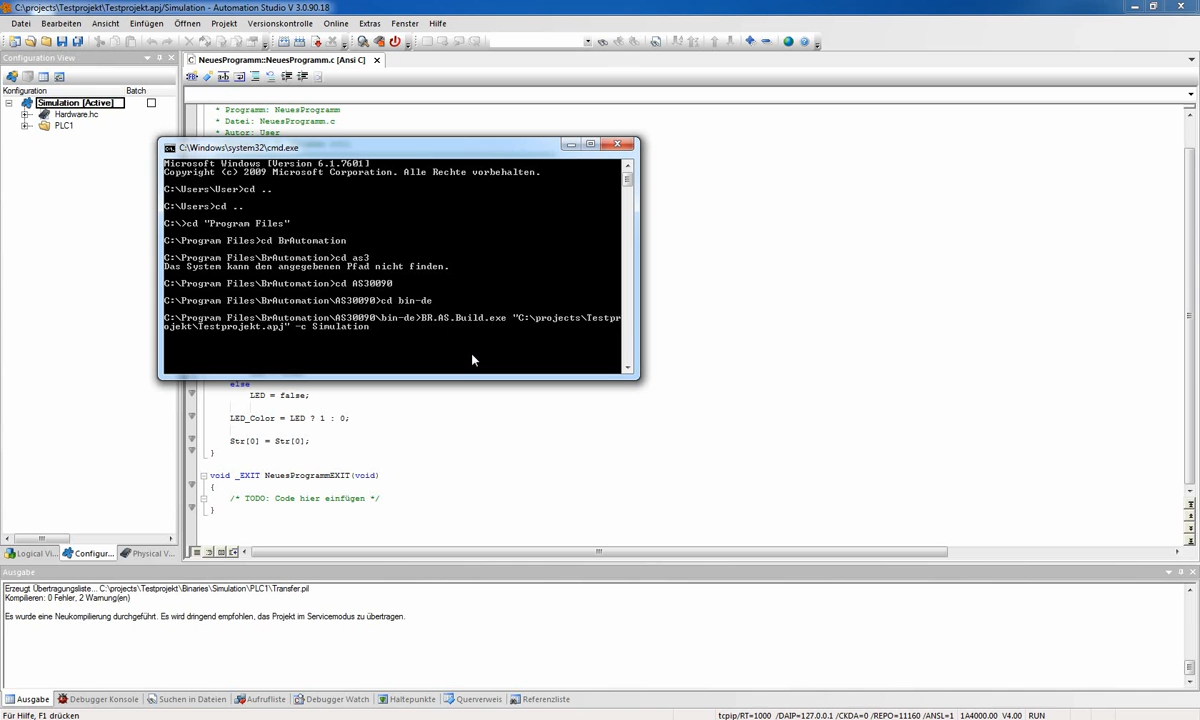 C:\projects\Testprojekt\Testprojekt.apj/Simulation - Automation Studio V 3.0.90.18
Datei Bearbeiten Ansicht Einfügen Öffnen Projekt Versionskontrolle Online Extras Fenster Hilfe
Configuration View
NeuesProgramm::NeuesProgramm.c [Ansi C]
Konfiguration Batch
Simulation [Active]
Hardware.hc
PLC1
* Programm: NeuesProgramm
* Datei: NeuesProgramm.c
* Autor: User
C:\Windows\system32\cmd.exe
Microsoft Windows [Version 6.1.7601]
Copyright (c) 2009 Microsoft Corporation. Alle Rechte vorbehalten.
C:\Users\User>cd ..
C:\Users>cd ..
C:\>cd "Program Files"
C:\Program Files>cd BrAutomation
C:\Program Files\BrAutomation>cd as3
Das System kann den angegebenen Pfad nicht finden.
C:\Program Files\BrAutomation>cd AS30090
C:\Program Files\BrAutomation\AS30090>cd bin-de
C:\Program Files\BrAutomation\AS30090\bin-de>BR.AS.Build.exe "C:\projects\Testpr
ojekt\Testprojekt.apj" -c Simulation
else
LED = false;
LED_Color = LED ? 1 : 0;
Str[0] = Str[0];
}
void _EXIT NeuesProgrammEXIT(void)
{
/* TODO: Code hier einfügen */
}
Logical Vi... Configur... Physical V...
Ausgabe
Erzeugt Übertragungsliste... C:\projects\Testprojekt\Binaries\Simulation\PLC1\Transfer.pil
Kompilieren: 0 Fehler, 2 Warnung(en)
Es wurde eine Neukompilierung durchgeführt. Es wird dringend empfohlen, das Projekt im Servicemodus zu übertragen.
Ausgabe Debugger Konsole Suchen in Dateien Aufrufliste Debugger Watch Haltepunkte Querverweis Referenzliste
Für Hilfe, F1 drücken tcpip/RT=1000 /DAIP=127.0.0.1 /CKDA=0 /REPO=11160 /ANSL=1 1A4000.00 V4.00 RUN